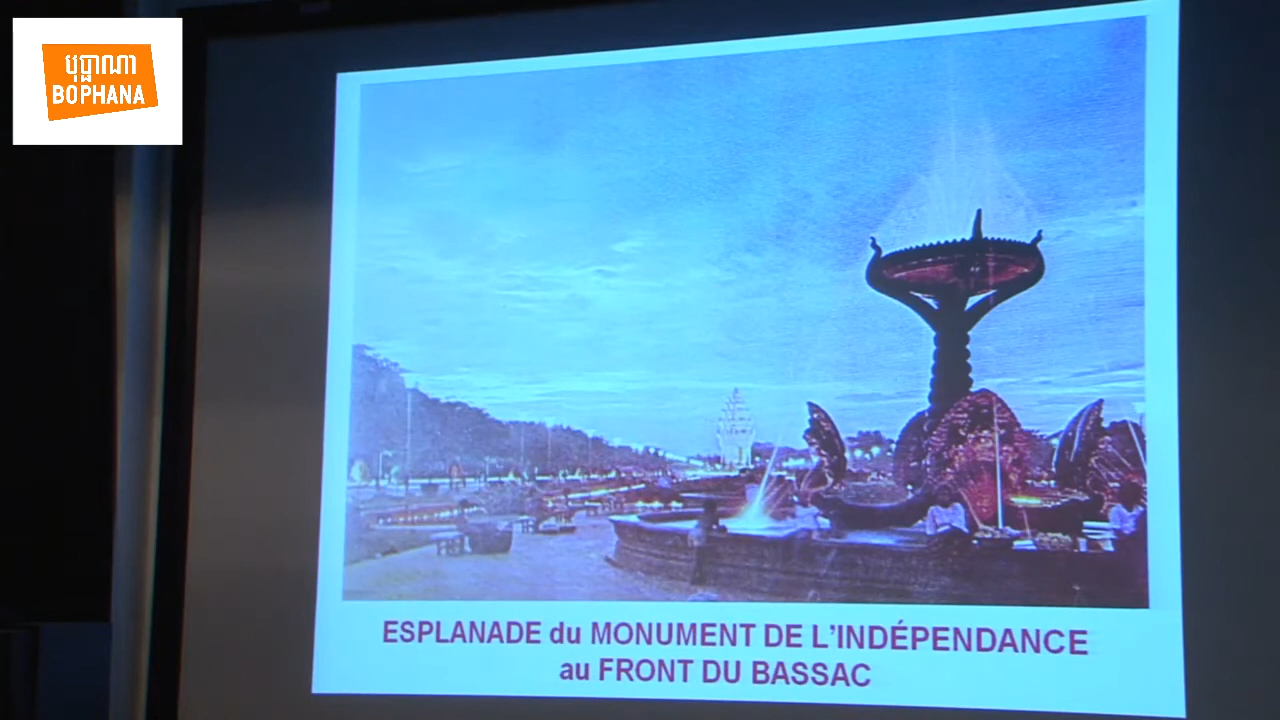 បុប្ផាណា
BOPHANA
ESPLANADE du MONUMENT DE L’INDÉPENDANCE
au FRONT DU BASSAC